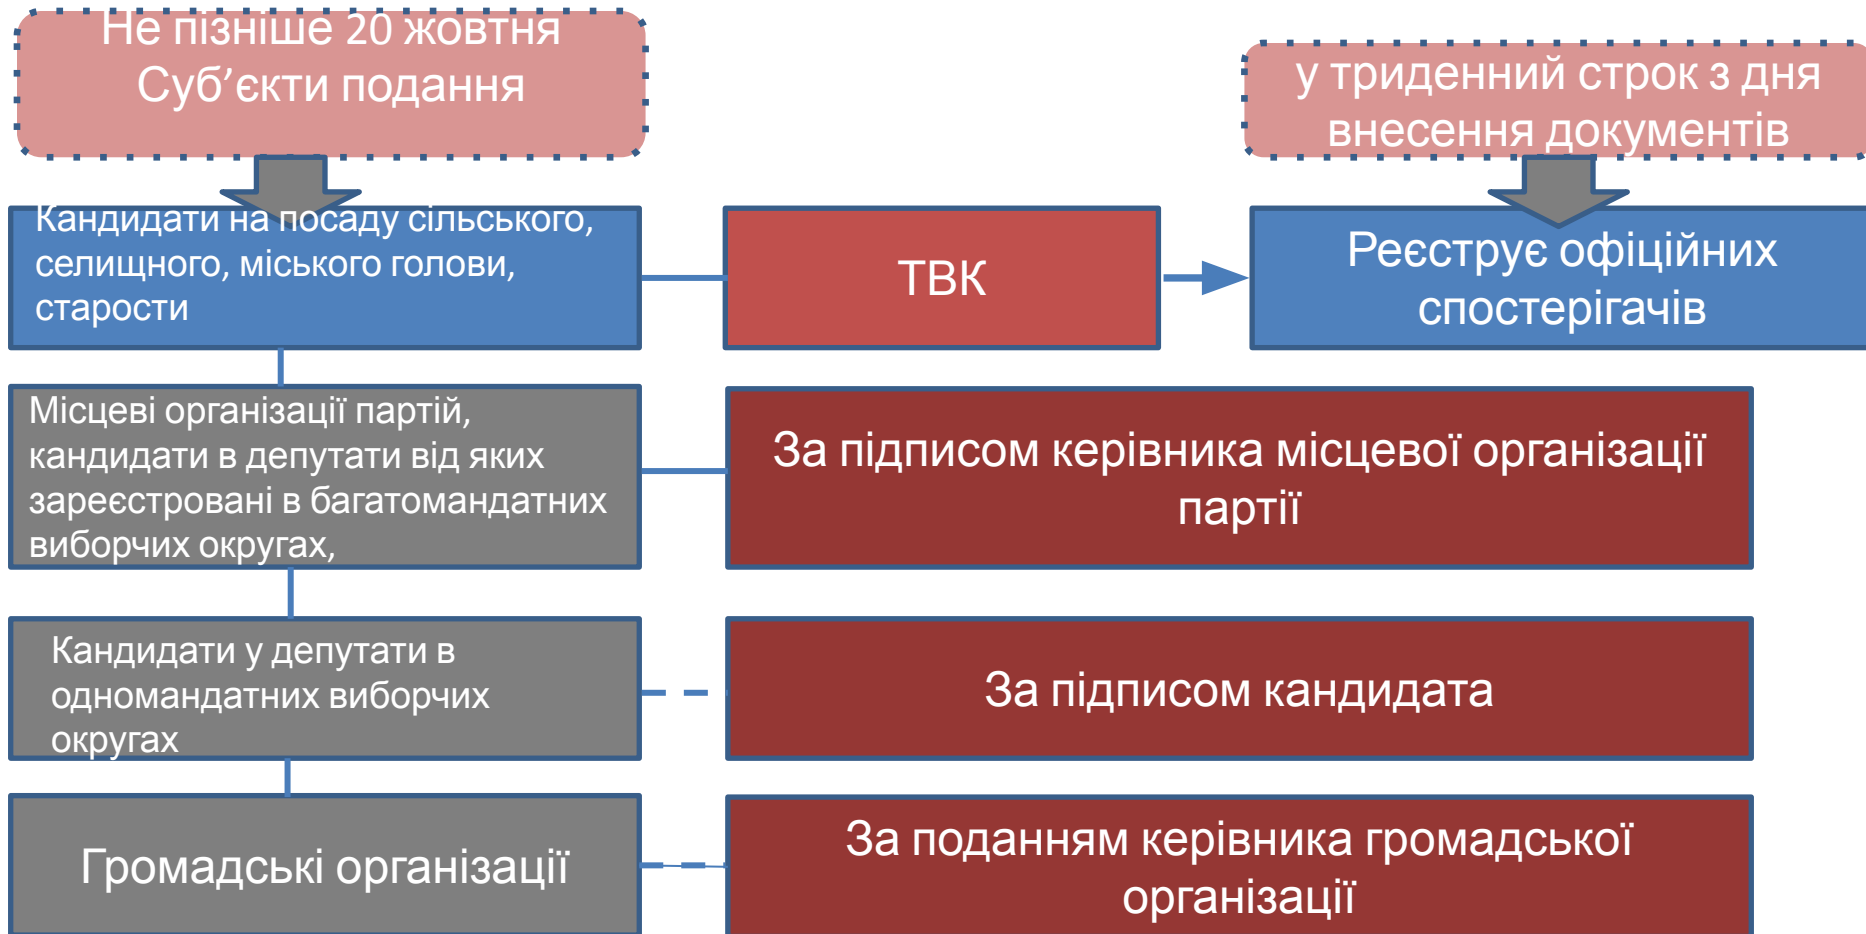 Не пізніше 20 жовтня
Суб’єкти подання
у триденний строк з дня
внесення документів
Кандидати на посаду сільського,
селищного, міського голови,
старости
ТВК
Реєструє офіційних
спостерігачів
Місцеві організації партій,
кандидати в депутати від яких
зареєстровані в багатомандатних
виборчих округах,
За підписом керівника місцевої організації
партії
Кандидати у депутати в
одномандатних виборчих
округах
За підписом кандидата
Громадські організації
За поданням керівника громадської
організації